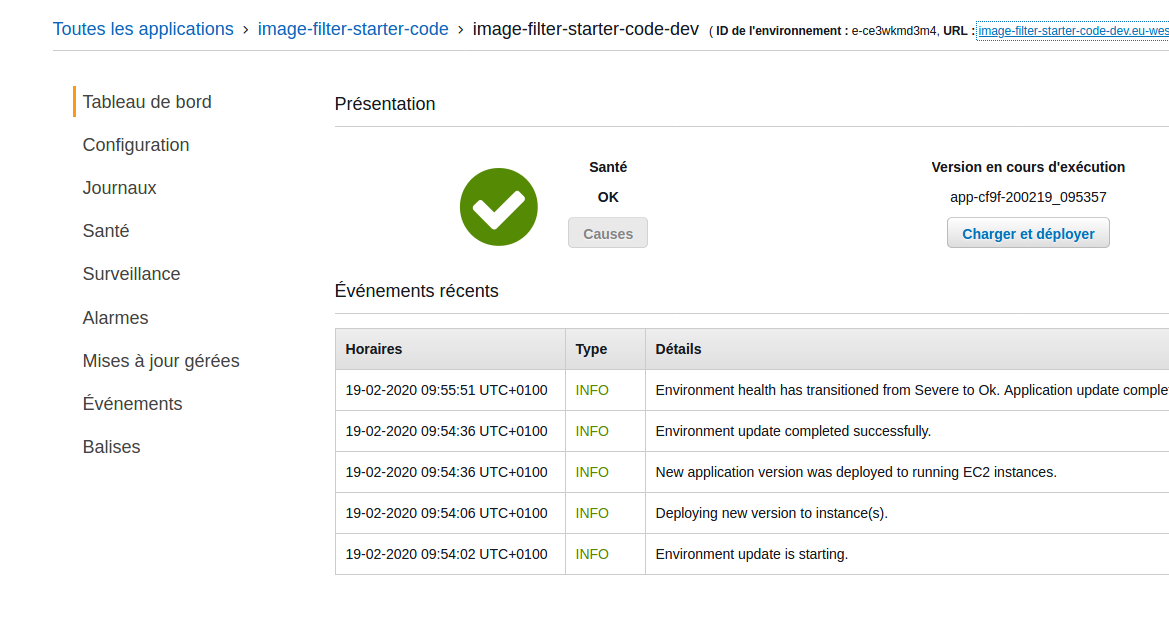 Toutes les applications › image-filter-starter-code › image-filter-starter-code-dev ( ID de l'environnement : e-ce3wkmd3m4, URL : image-filter-starter-code-dev.eu-wes
Tableau de bord
Configuration
Journaux
Santé
Surveillance
Alarmes
Mises à jour gérées
Événements
Balises
Présentation
Santé
OK
Causes
Version en cours d'exécution
app-cf9f-200219_095357
Charger et déployer
Événements récents
Horaires Type Détails
19-02-2020 09:55:51 UTC+0100 INFO Environment health has transitioned from Severe to Ok. Application update comple
19-02-2020 09:54:36 UTC+0100 INFO Environment update completed successfully.
19-02-2020 09:54:36 UTC+0100 INFO New application version was deployed to running EC2 instances.
19-02-2020 09:54:06 UTC+0100 INFO Deploying new version to instance(s).
19-02-2020 09:54:02 UTC+0100 INFO Environment update is starting.